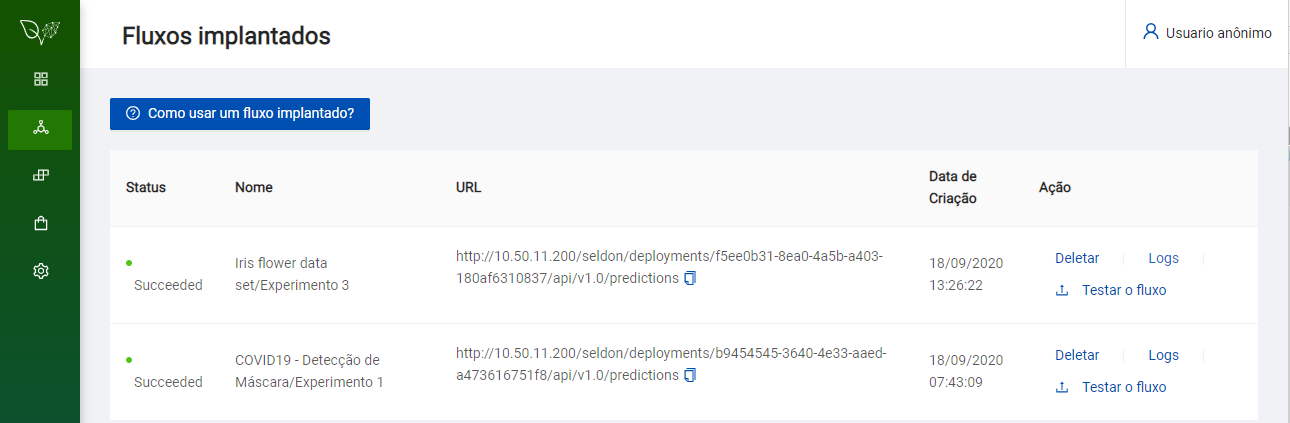 Fluxos implantados
Usuario anônimo
Como usar um fluxo implantado?
Status
Nome
URL
Data de
Criação
Ação
Succeeded
Iris flower data
set/Experimento 3
http://10.50.11.200/seldon/deployments/f5ee0b31-8ea0-4a5b-a403-
180af6310837/api/v1.0/predictions
18/09/2020
13:26:22
Deletar
Logs
Testar o fluxo
Succeeded
COVID19 - Detecção de
Máscara/Experimento 1
http://10.50.11.200/seldon/deployments/b9454545-3640-4e33-aaed-
a473616751f8/api/v1.0/predictions
18/09/2020
07:43:09
Deletar
Logs
Testar o fluxo